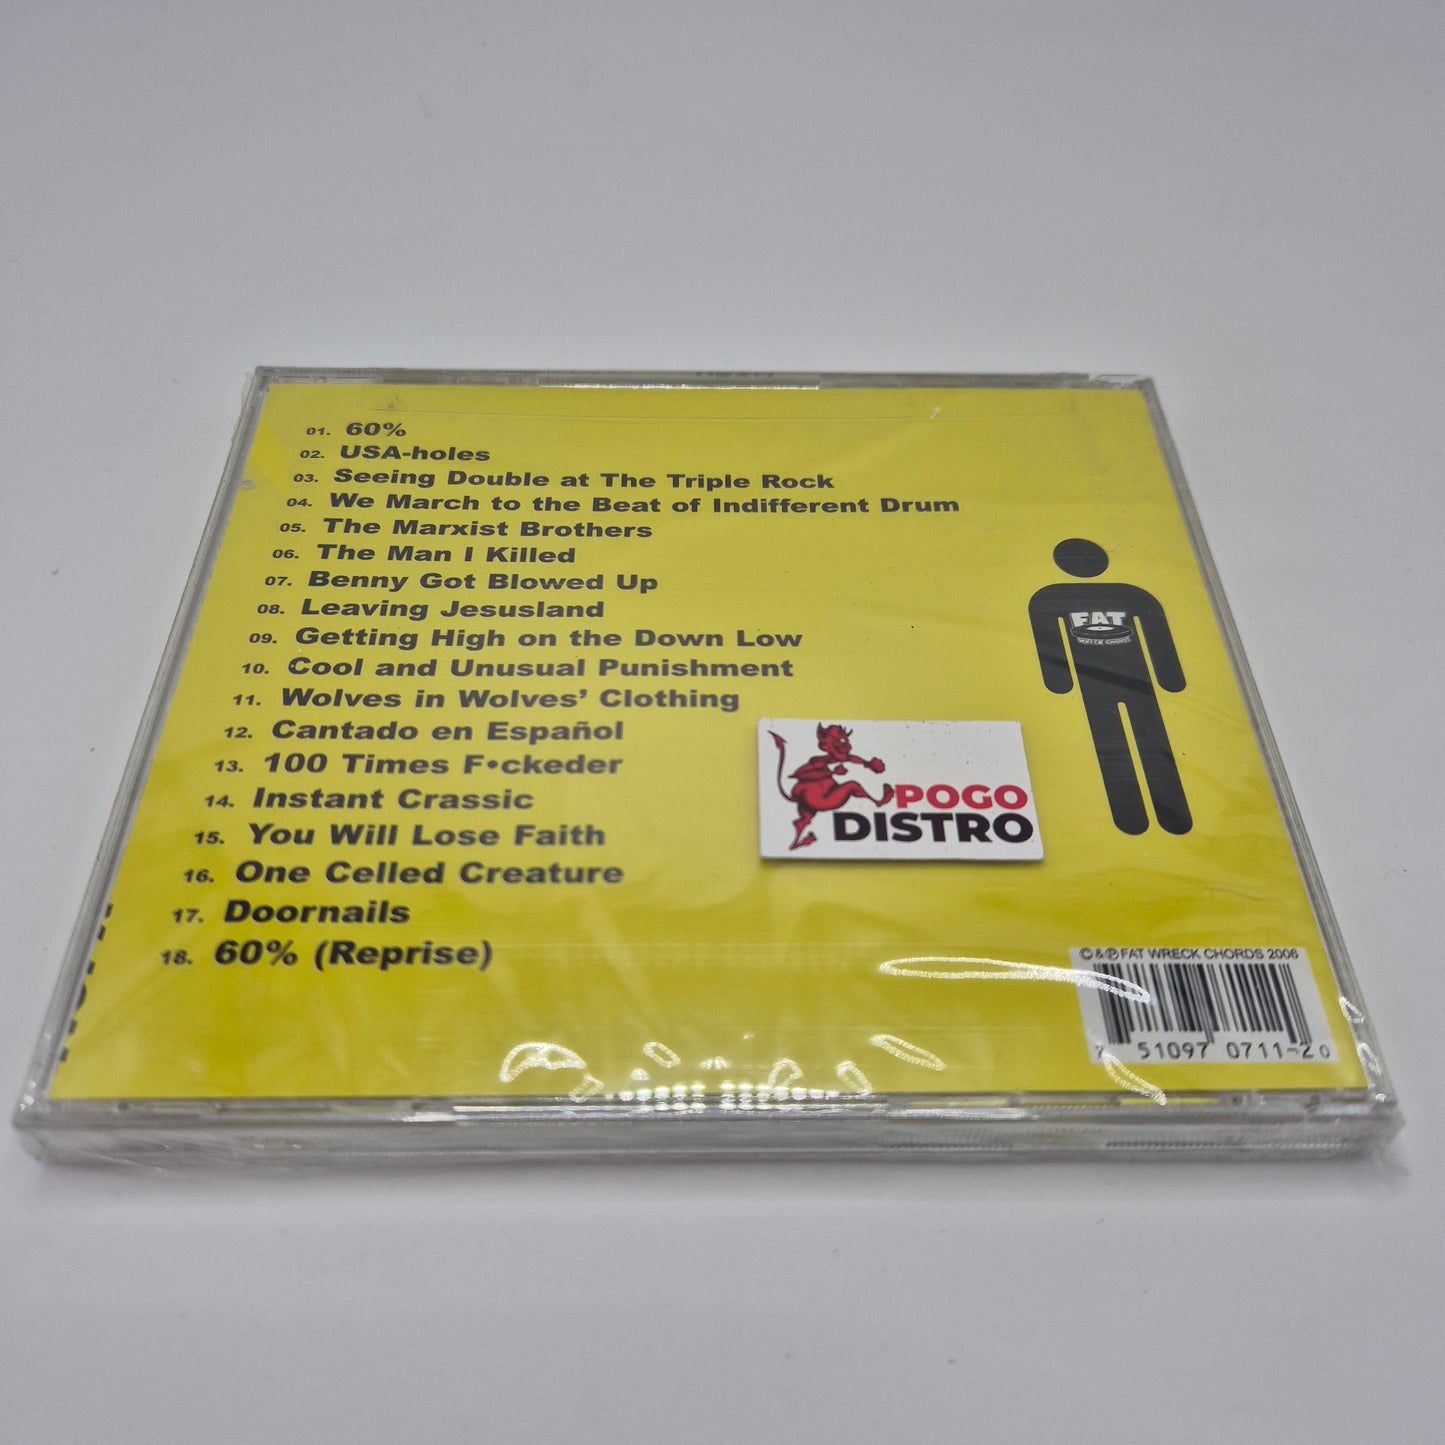 01. 60%
02. USA-holes
03. Seeing Double at The Triple Rock
04. We March to the Beat of Indifferent Drum
05. The Marxist Brothers
06. The Man I Killed
07. Benny Got Blowed Up
08. Leaving Jesusland
09. Getting High on the Down Low
10. Cool and Unusual Punishment
11. Wolves in Wolves' Clothing
12. Cantado en Español
13. 100 Times F•ckeder
14. Instant Crassic
15. You Will Lose Faith
16. One Celled Creature
17. Doornails
18. 60% (Reprise)
FAT
WRECK CHORDS
POGO
DISTRO
©&℗ FAT WRECK CHORDS 2006
7 51097 0711-2 0